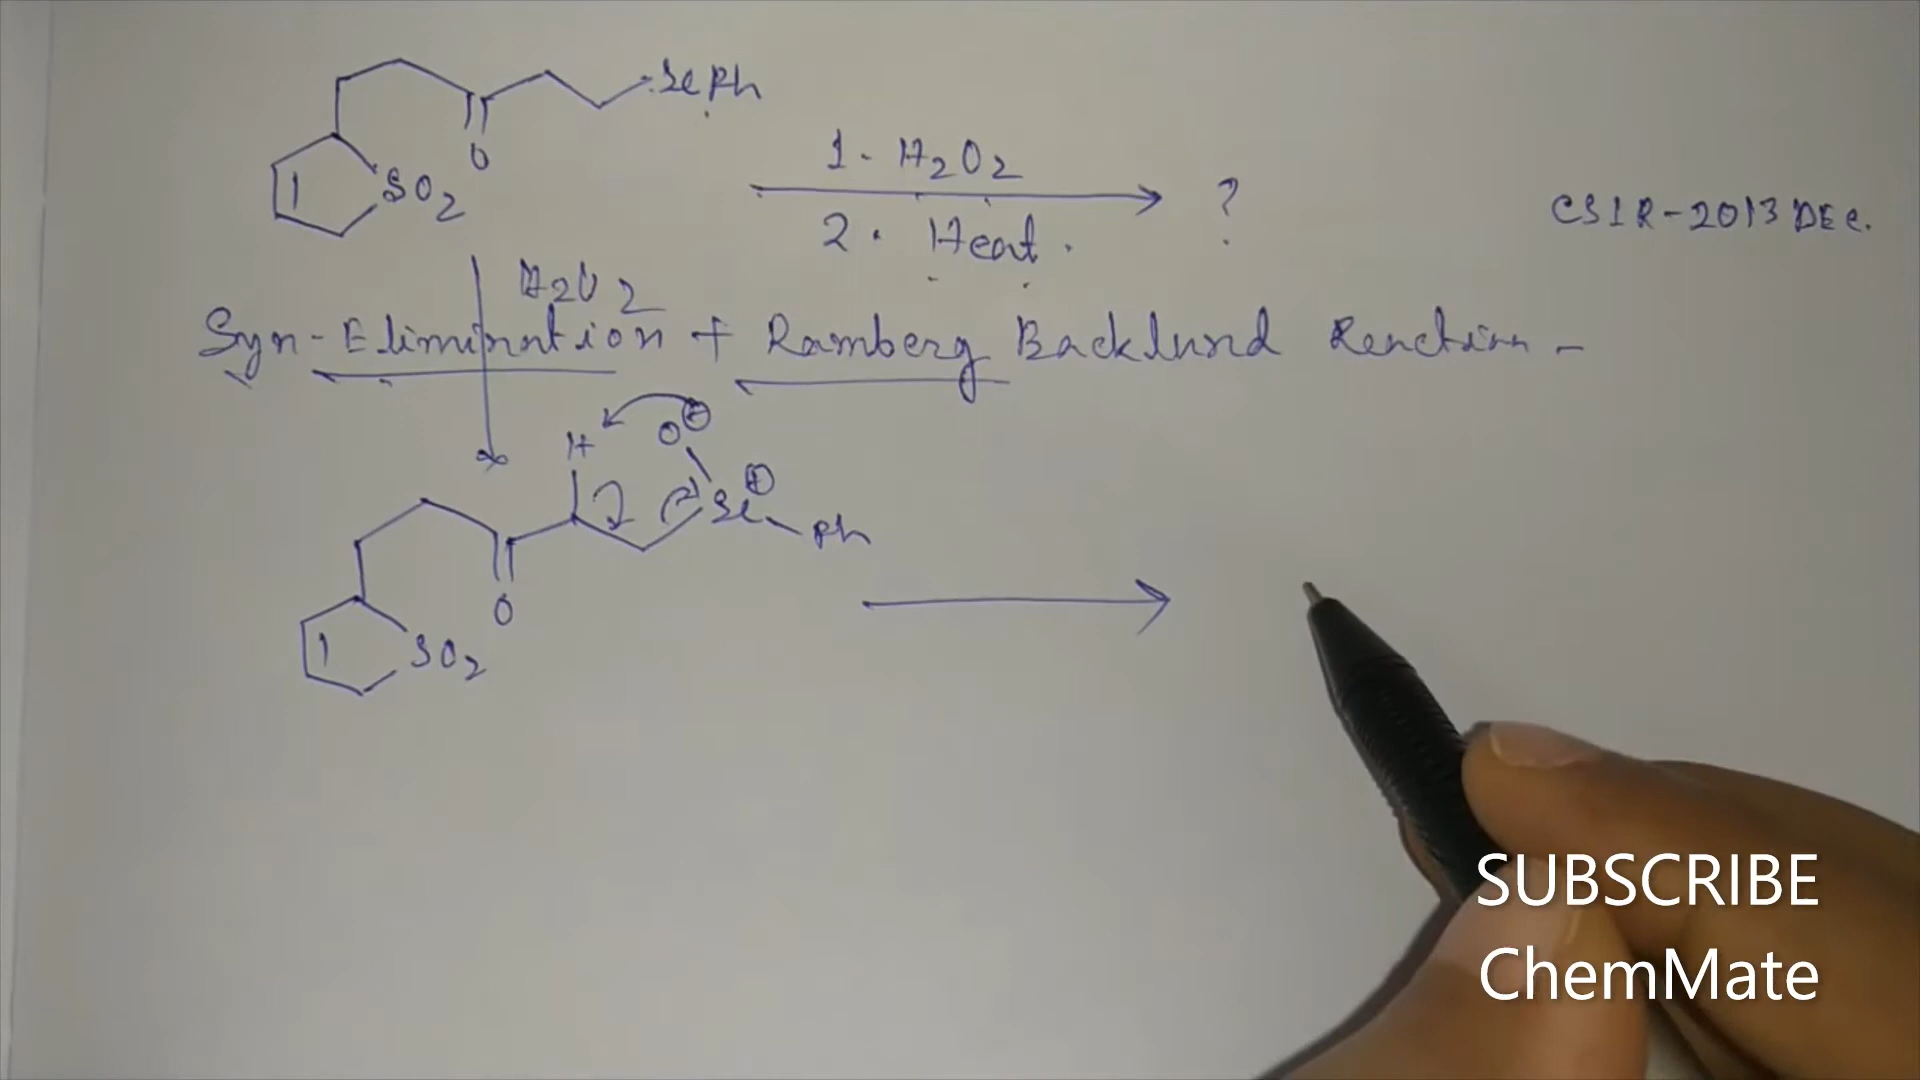 SePh
O
SO2
1. H2O2
2. Heat.
?
CSIR-2013 DEC.
H2O2
Syn-Elimination + Ramberg Backlund Reaction -
H
O⊖
Se⊕
Ph
O
SO2
SUBSCRIBE
ChemMate